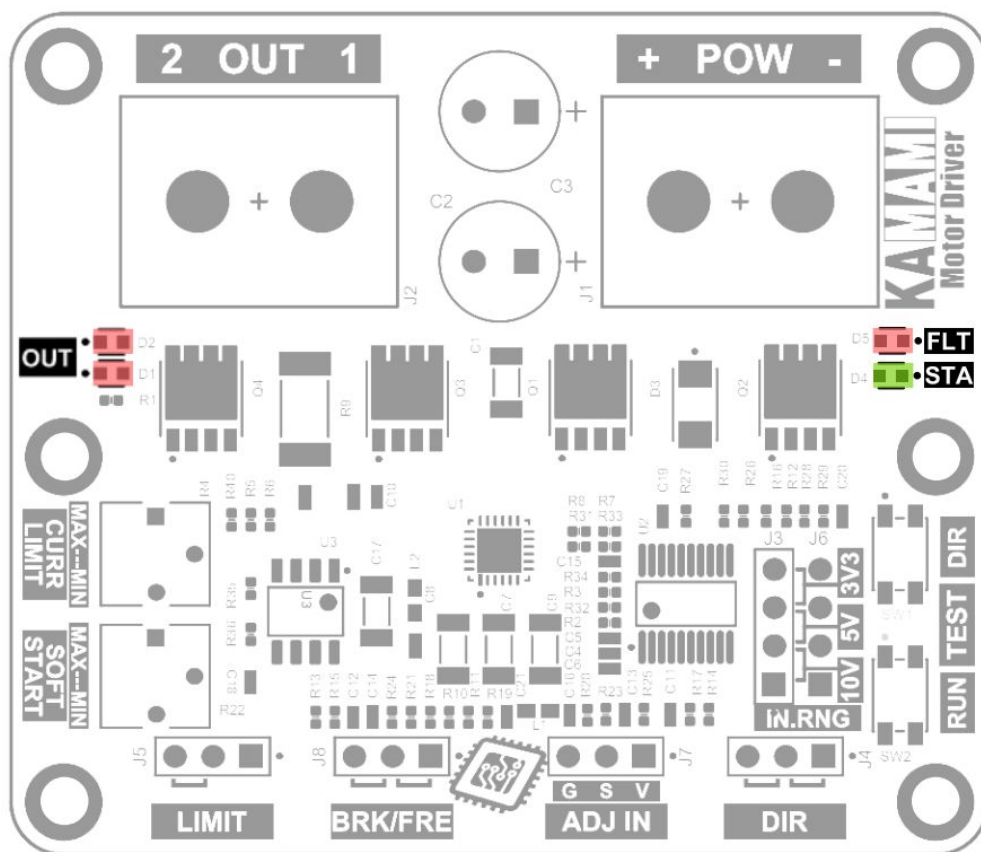 2 OUT 1
+ POW -
KAMAMI
Motor Driver
C3
C2
J2
J1
OUT
D2
D1
R1
Q4
R9
Q3
C1
Q1
D3
Q2
D5
FLT
D4
STA
R4
R40
R5
R6
C10
U1
R8
R7
R31
R33
U2
C19
R27
R30
R26
R16
R12
R28
R29
C20
CURR LIMIT
MAX---MIN
U3
U3
C17
L2
C8
C15
R34
R3
R32
R2
C5
C4
C6
C7
C9
R35
R36
J3
J6
3V3
5V
10V
IN.RNG
SW1
DIR
TEST
RUN
SW2
SOFT START
MAX---MIN
C18
R22
R13
R15
C12
C14
R24
R21
R18
R10
R11
R19
C21
L1
C16
R20
R23
C13
R25
C11
R17
R14
J5
J8
J7
J4
G S V
LIMIT
BRK/FRE
ADJ IN
DIR